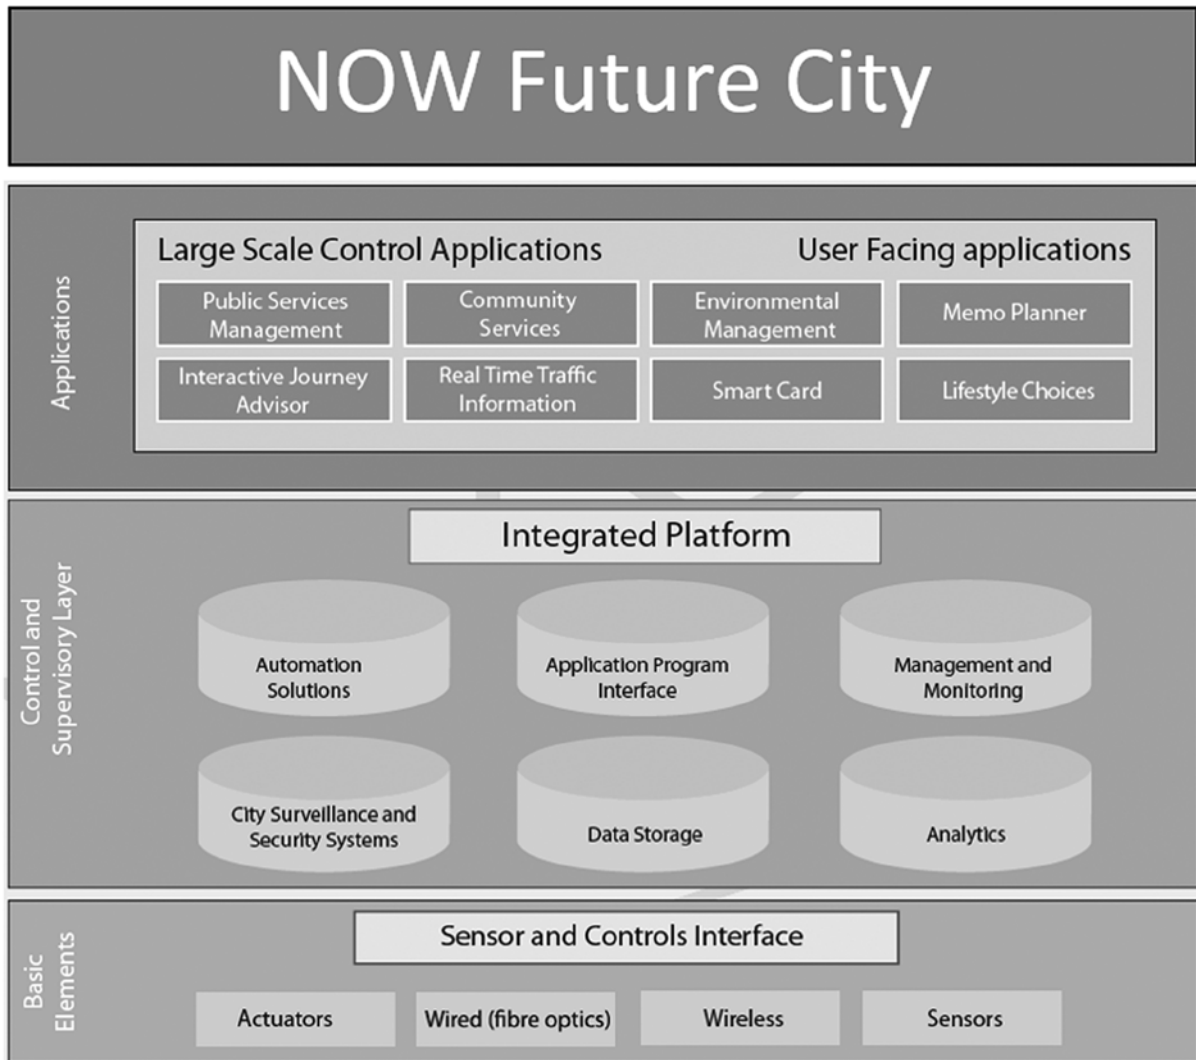 NOW Future City
Applications
Large Scale Control Applications
User Facing applications
Public Services
Management
Community
Services
Environmental
Management
Memo Planner
Interactive Journey
Advisor
Real Time Traffic
Information
Smart Card
Lifestyle Choices
Control and
Supervisory Layer
Integrated Platform
Automation
Solutions
Application Program
Interface
Management and
Monitoring
City Surveillance and
Security Systems
Data Storage
Analytics
Basic
Elements
Sensor and Controls Interface
Actuators
Wired (fibre optics)
Wireless
Sensors